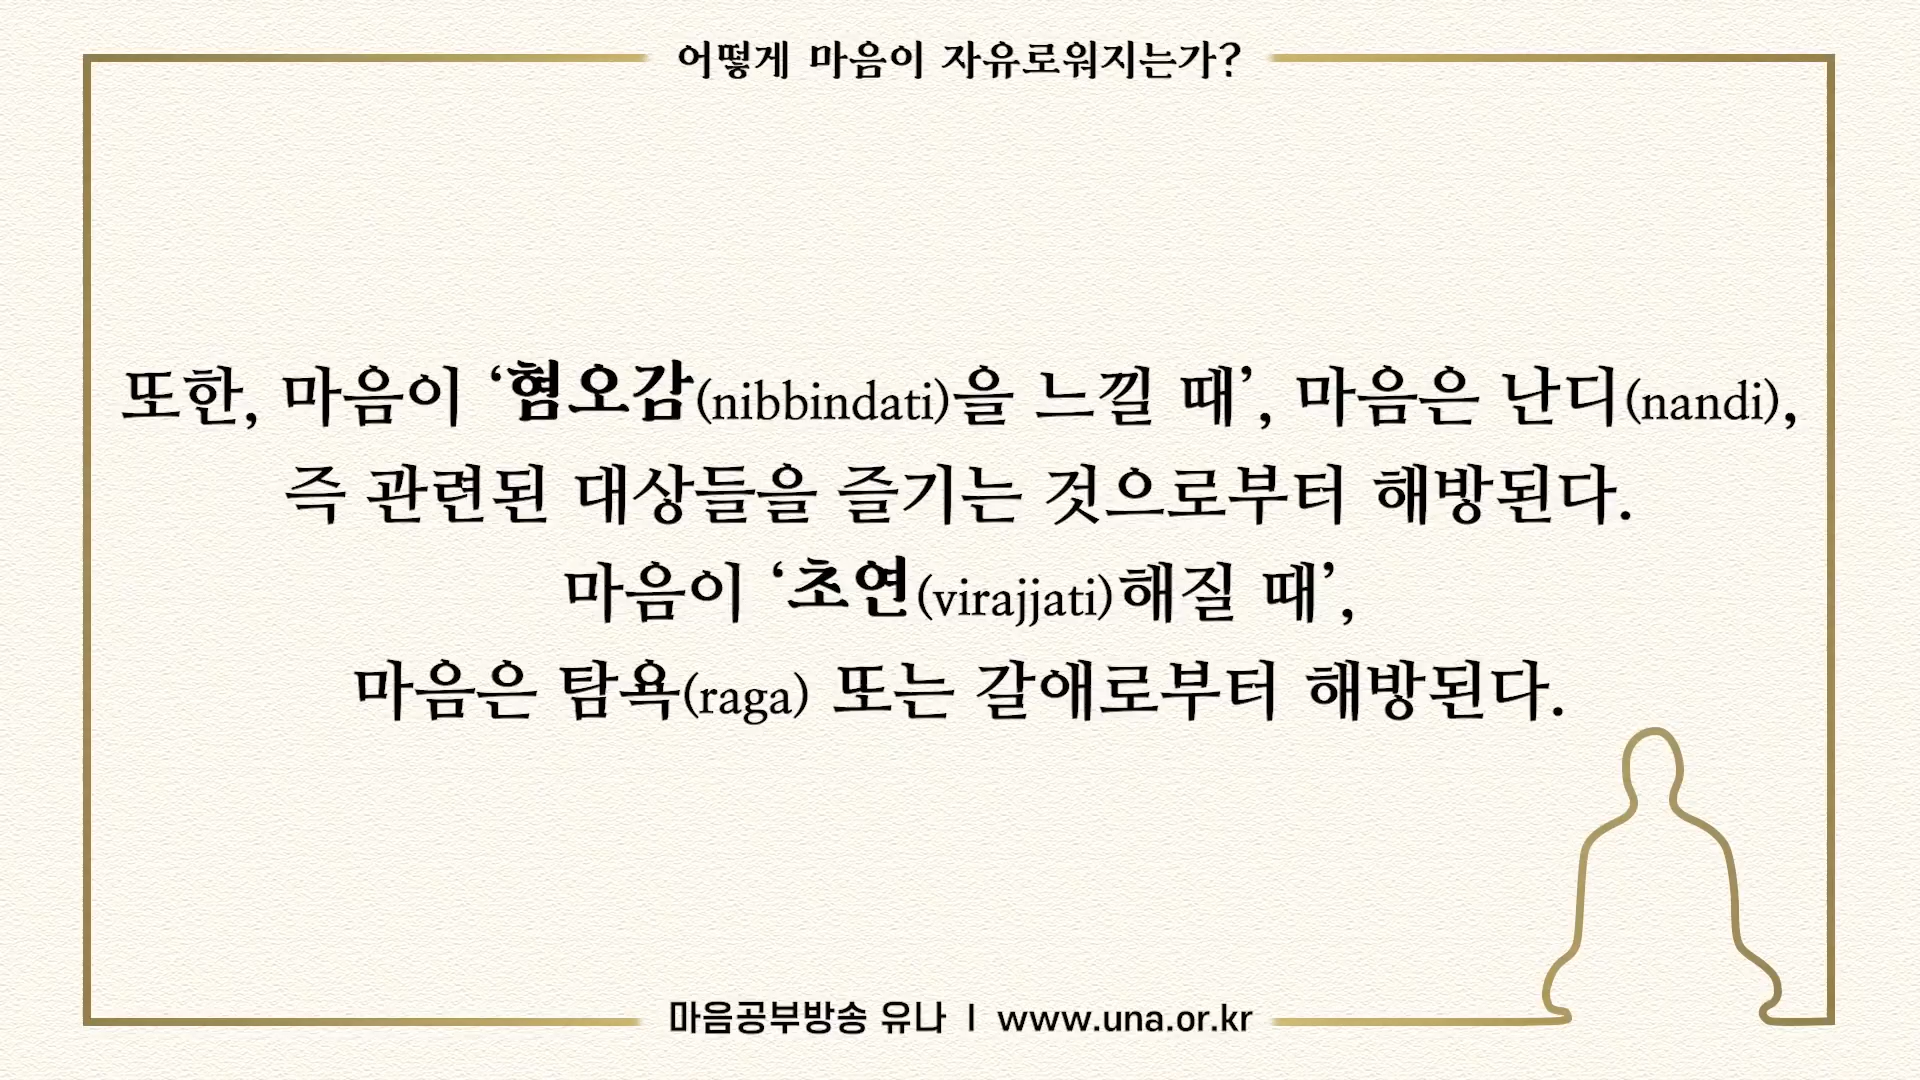 어떻게 마음이 자유로워지는가?
또한, 마음이 ‘혐오감(nibbindati)을 느낄 때’, 마음은 난디(nandi),
즉 관련된 대상들을 즐기는 것으로부터 해방된다.
마음이 ‘초연(virajjati)해질 때’,
마음은 탐욕(raga) 또는 갈애로부터 해방된다.
마음공부방송 유나 ㅣ www.una.or.kr